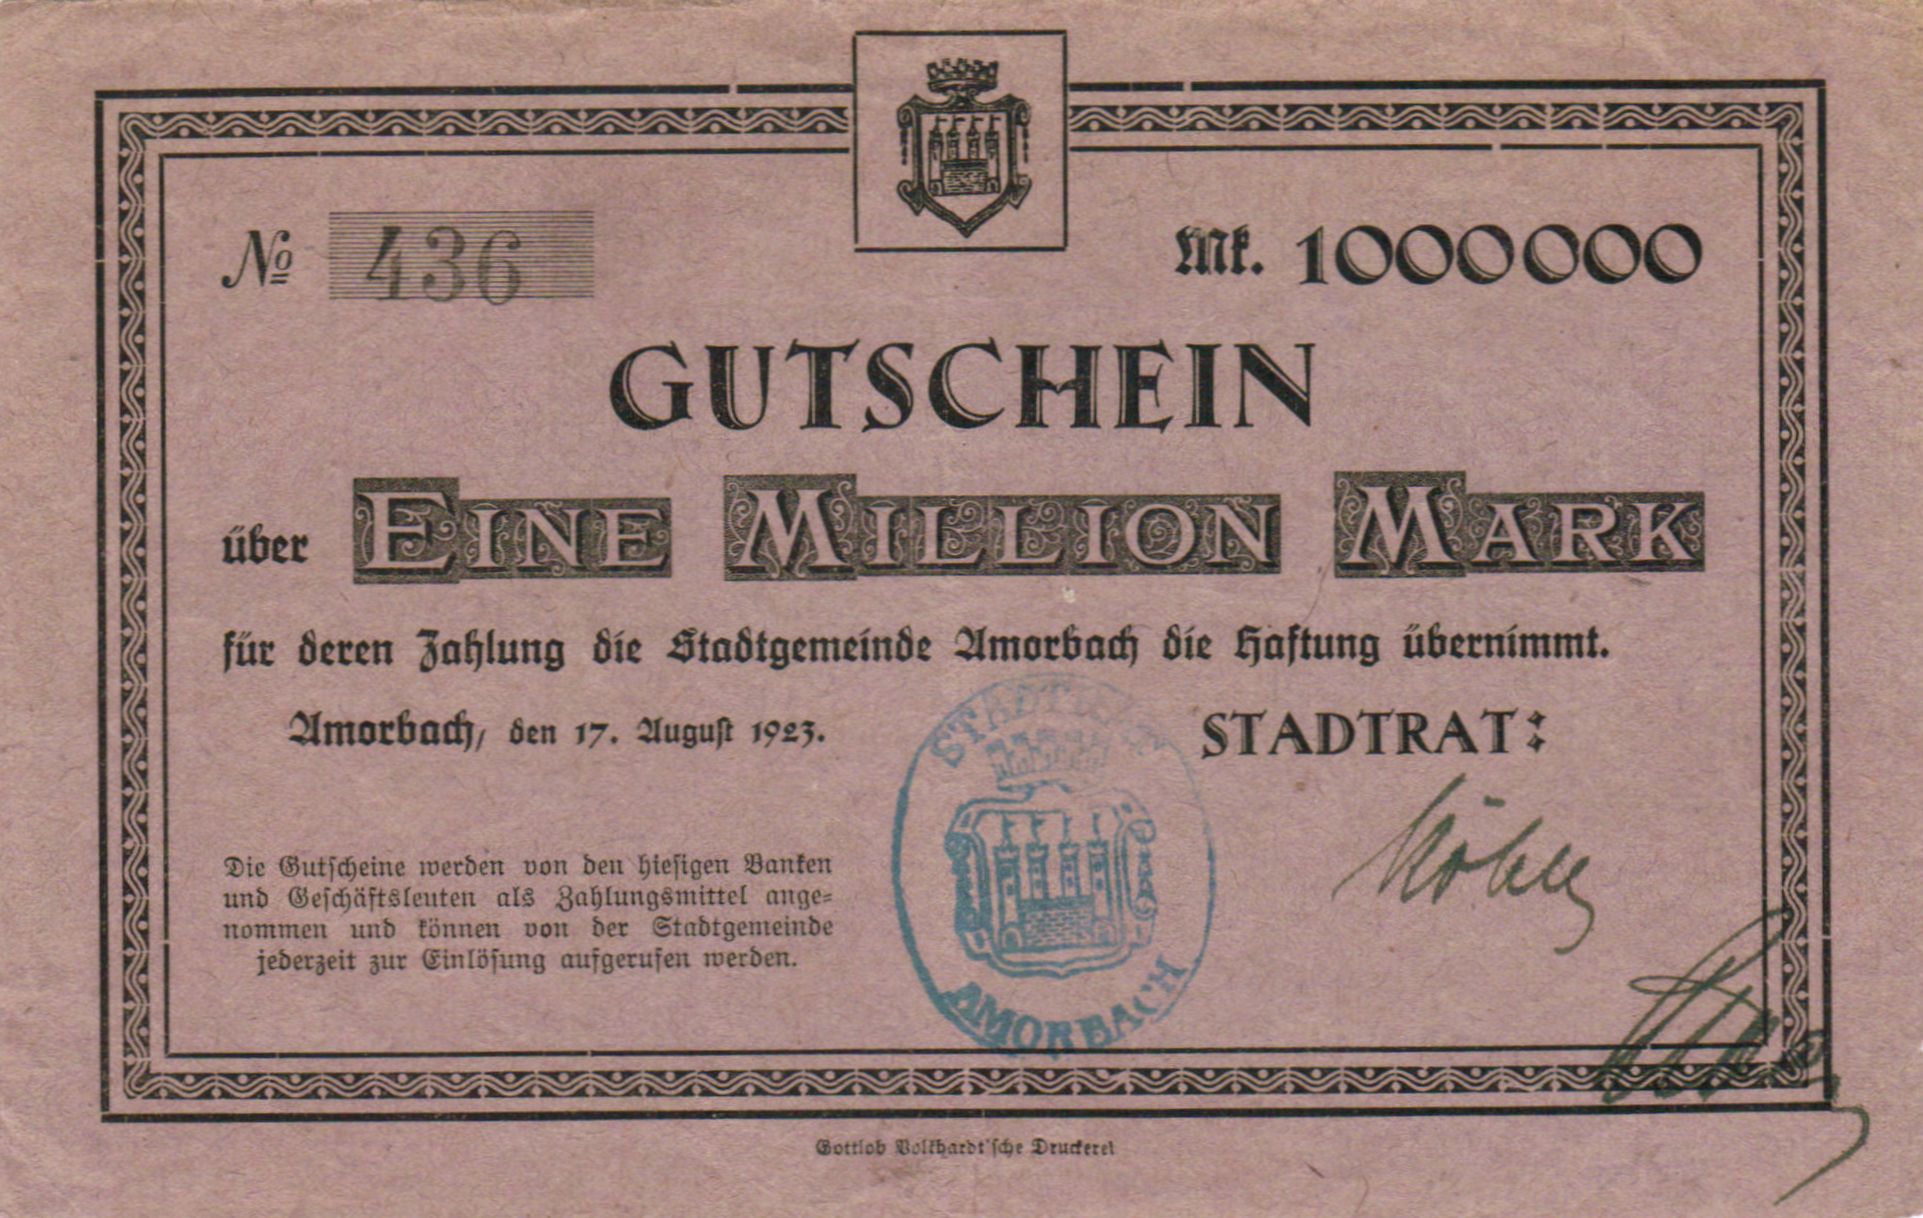 № 436
Mk. 1000000
GUTSCHEIN
über EINE MILLION MARK
für deren Zahlung die Stadtgemeinde Amorbach die Haftung übernimmt.
Amorbach, den 17. August 1923.
STADTRAT:
Die Gutscheine werden von den hiesigen Banken
und Geschäftsleuten als Zahlungsmittel ange-
nommen und können von der Stadtgemeinde
jederzeit zur Einlösung aufgerufen werden.
STADTRAT
AMORBACH
Gottlob Volkhardt'sche Druckerei